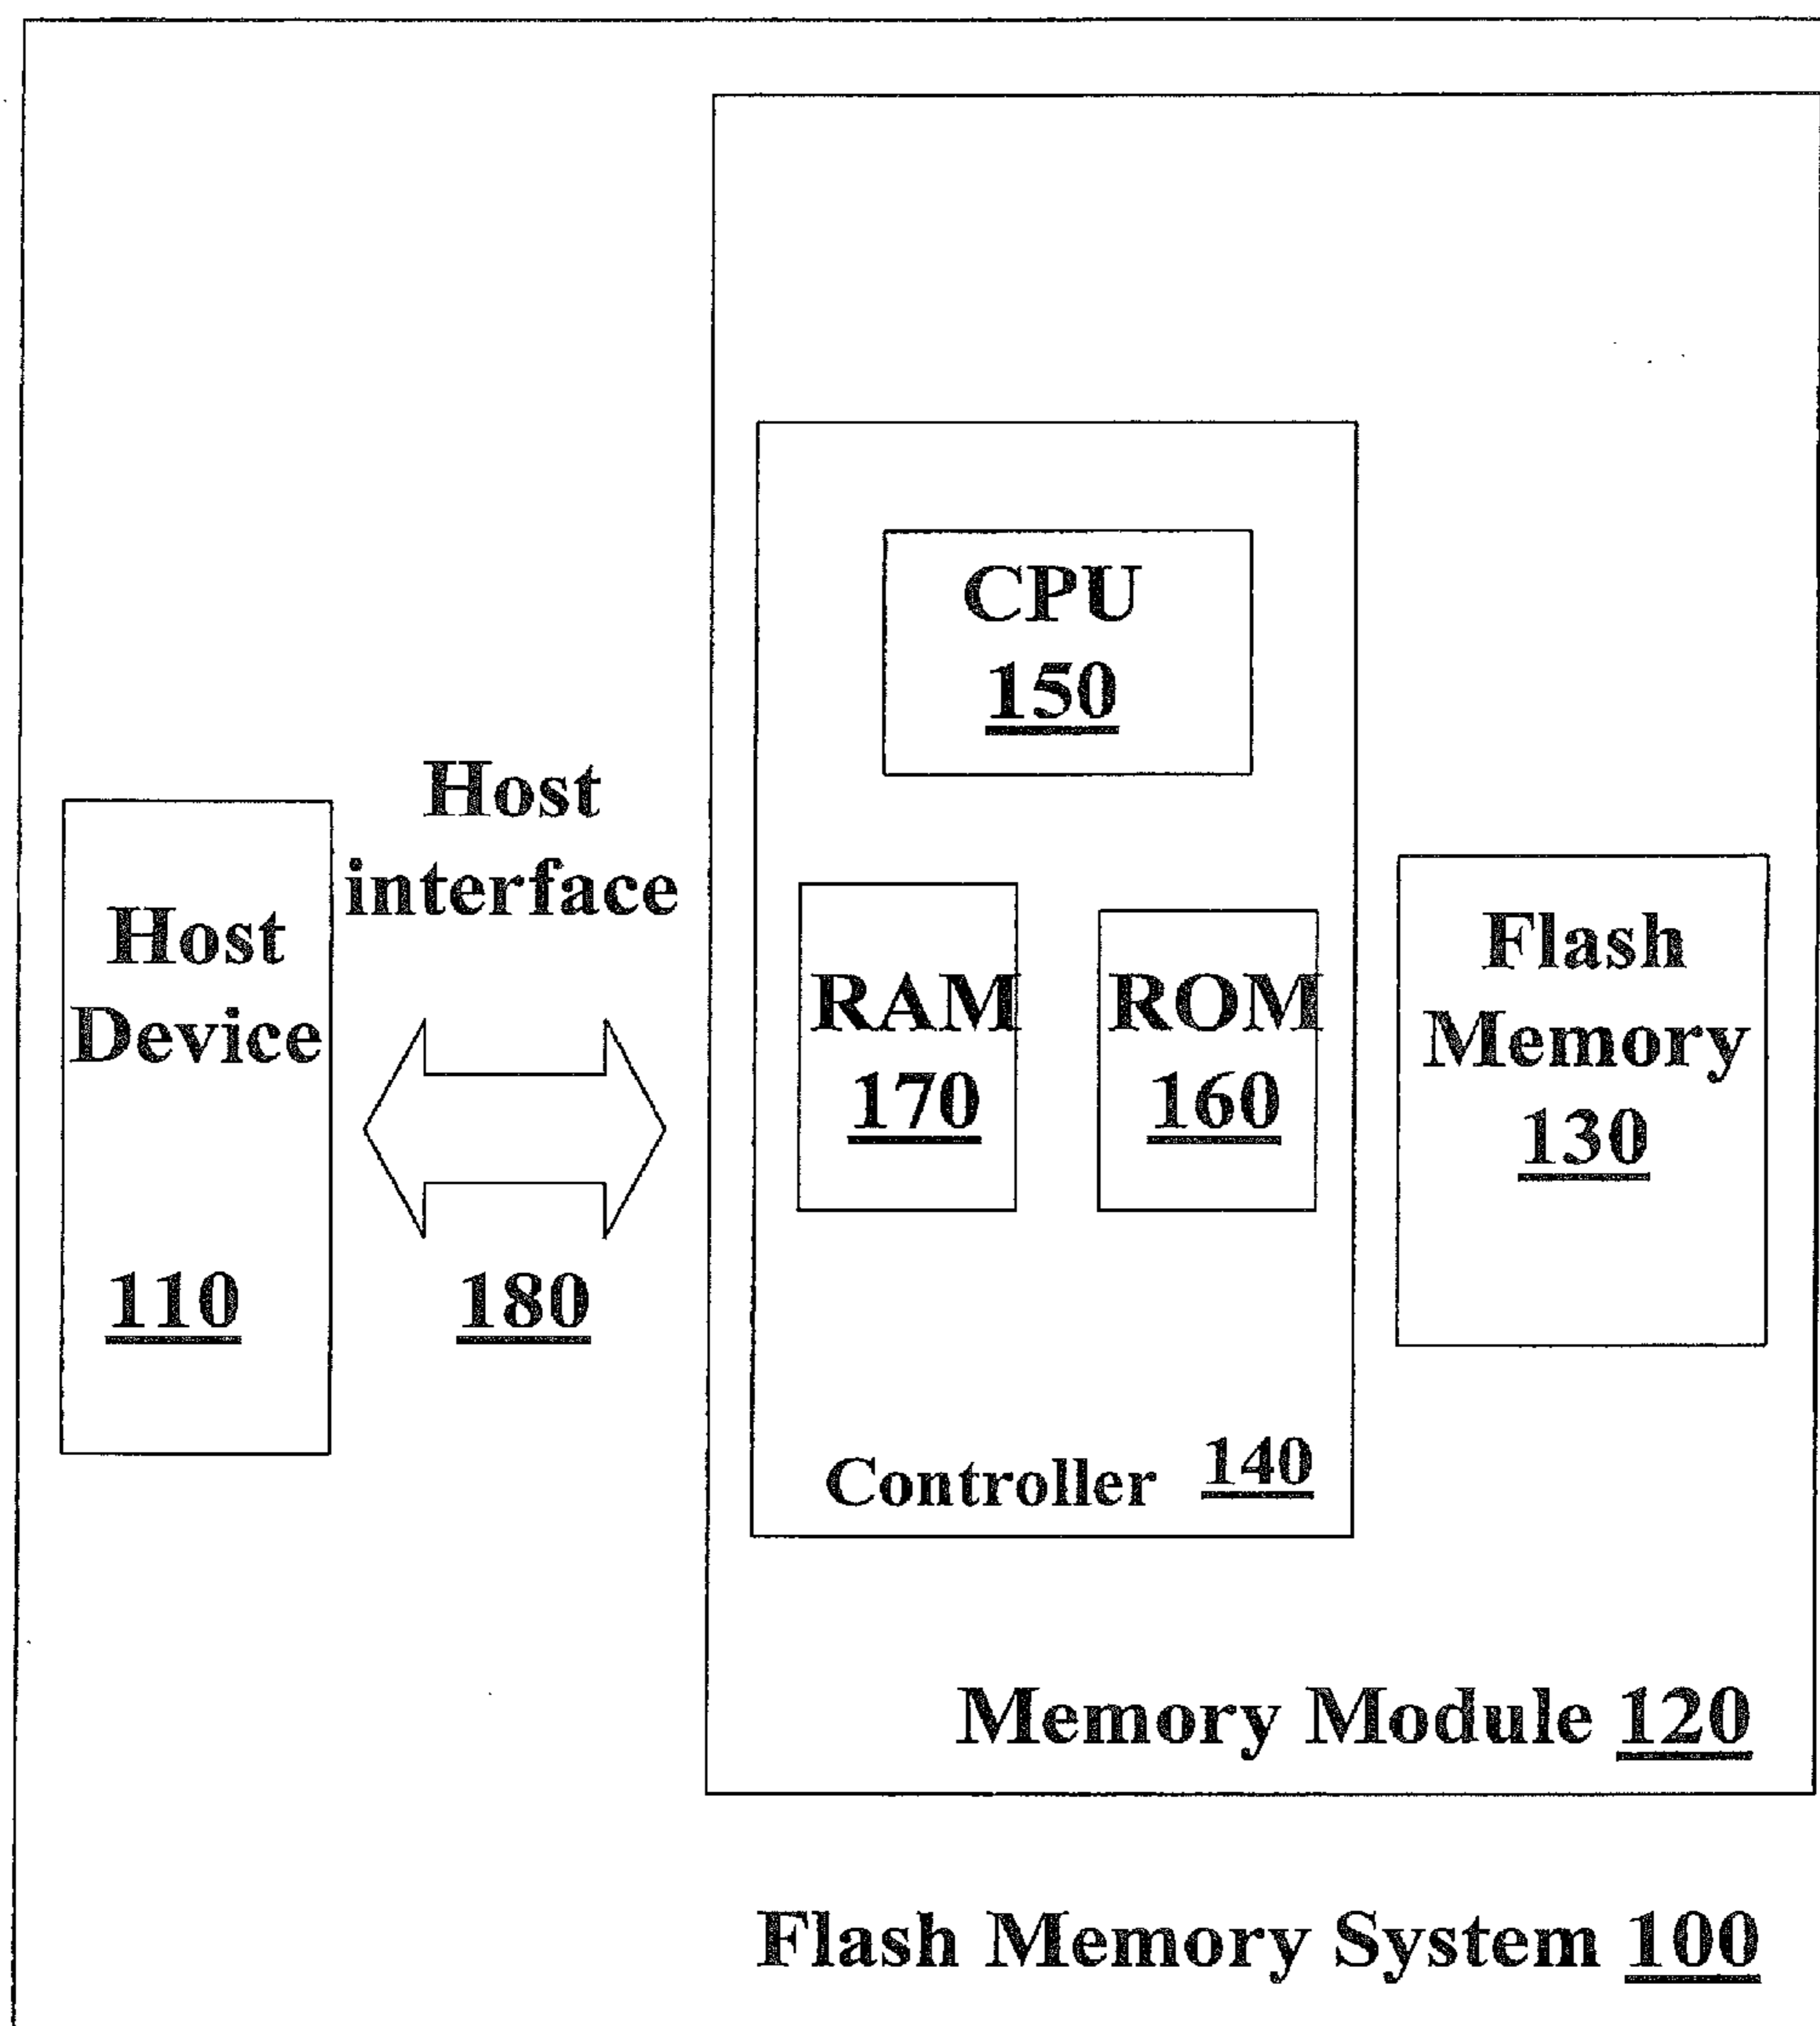 CPU
150
Host
interface
Host
Device
110
180
RAM
170
ROM
160
Flash
Memory
130
Controller 140
Memory Module 120
Flash Memory System 100